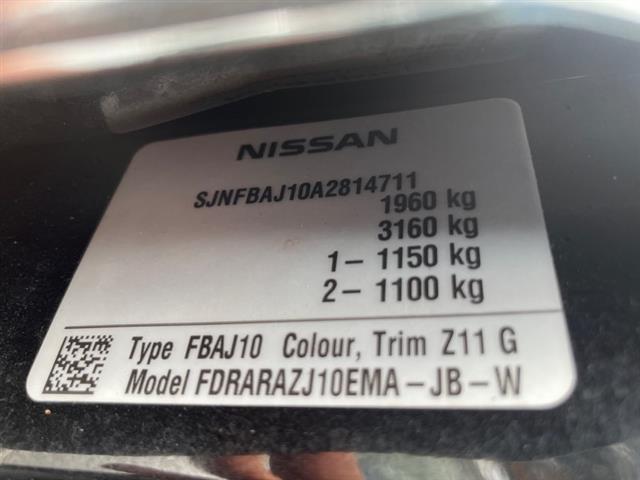 NISSAN
SJNFBAJ10A2814711
1960 kg
3160 kg
1- 1150 kg
2- 1100 kg
Type FBAJ10 Colour, Trim Z11 G
Model FDRARAZJ10EMA-JB-W